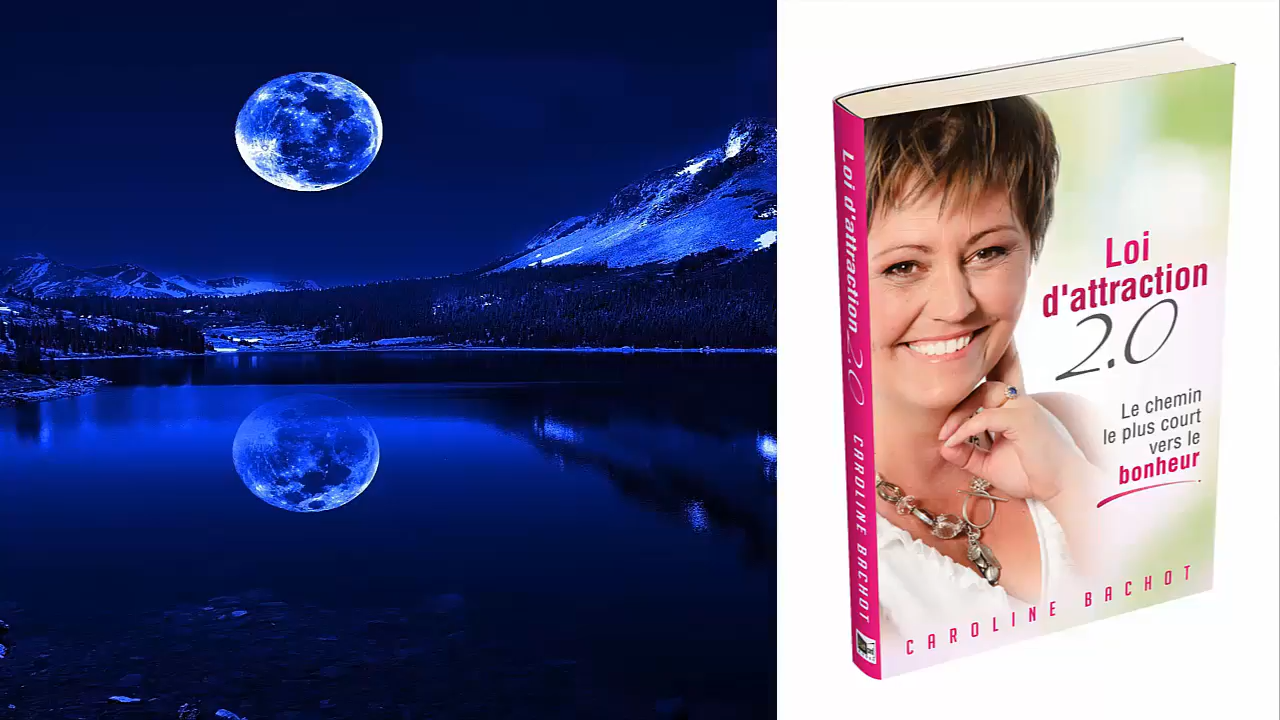 Loi d'attraction 2.0 CAROLINE BACHOT
Loi
d'attraction
2.0
Le chemin
le plus court
vers le
bonheur
CAROLINE BACHOT